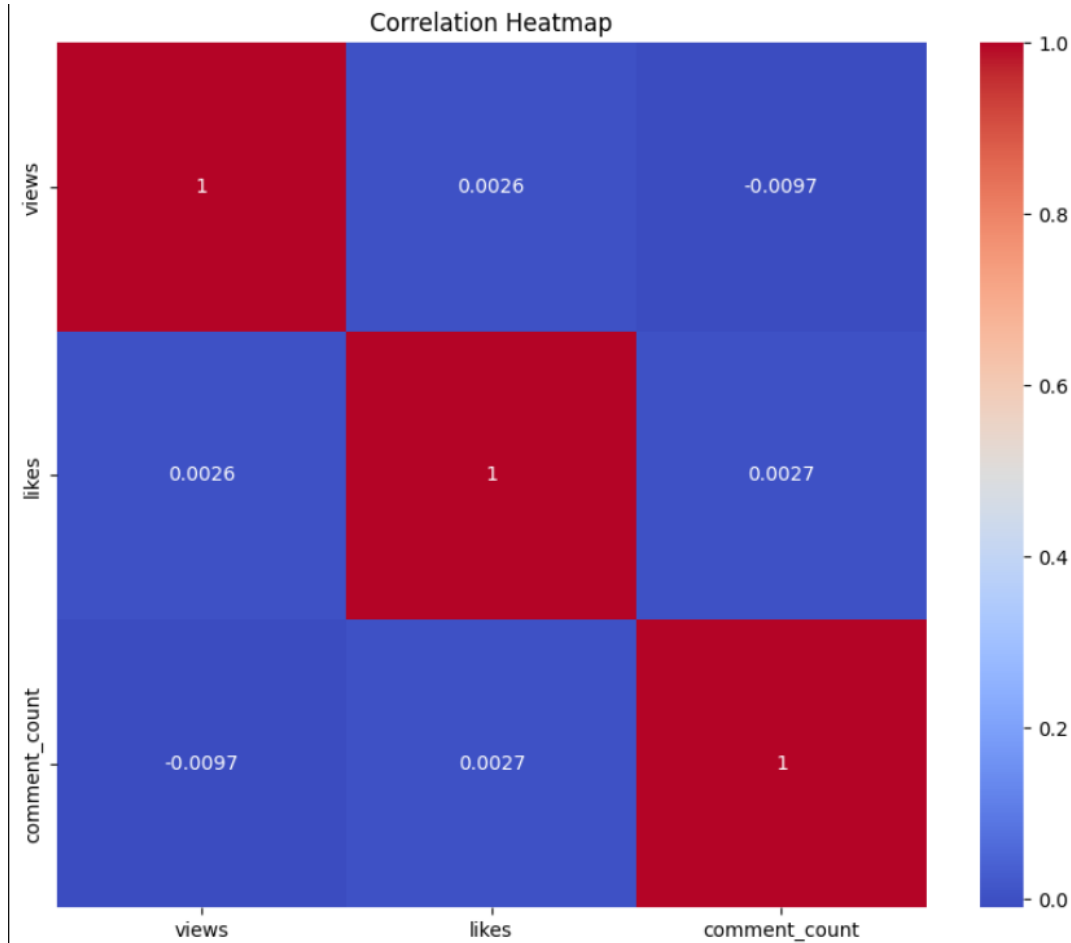 Correlation Heatmap
views
1
0.0026
-0.0097
likes
0.0026
1
0.0027
comment_count
-0.0097
0.0027
1
views
likes
comment_count
1.0
0.8
0.6
0.4
0.2
0.0